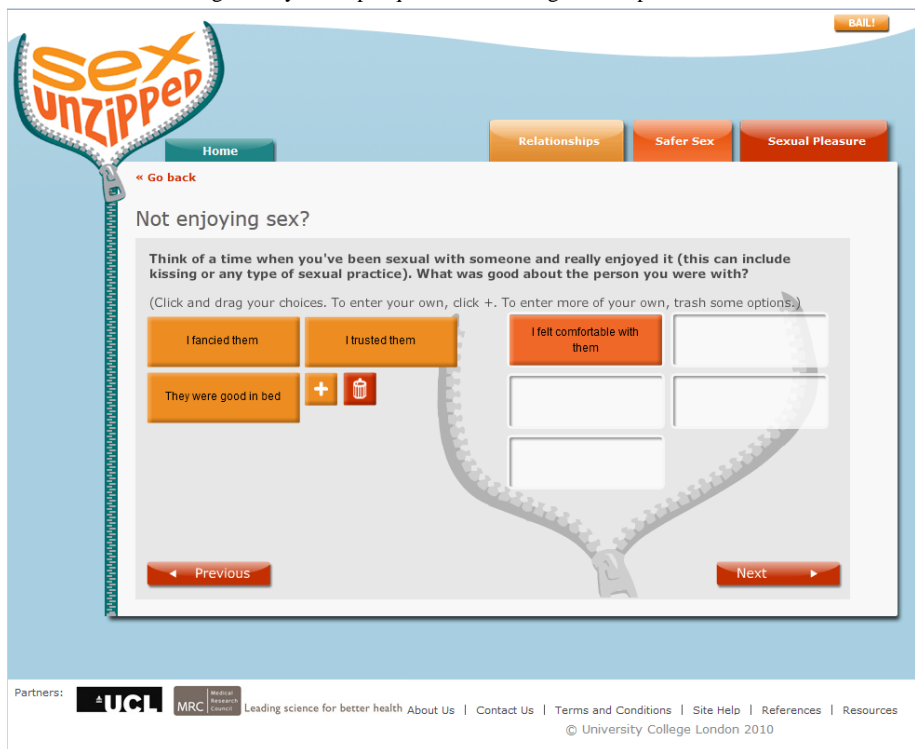 BAIL!
sex
unzipped
Home
Relationships
Safer Sex
Sexual Pleasure
« Go back
Not enjoying sex?
Think of a time when you've been sexual with someone and really enjoyed it (this can include
kissing or any type of sexual practice). What was good about the person you were with?
(Click and drag your choices. To enter your own, click +. To enter more of your own, trash some options.)
I fancied them
I trusted them
I felt comfortable with
them
They were good in bed
+
◄ Previous
Next ►
Partners:
UCL
MRC
Medical
Research
Council
Leading science for better health
About Us | Contact Us | Terms and Conditions | Site Help | References | Resources
© University College London 2010